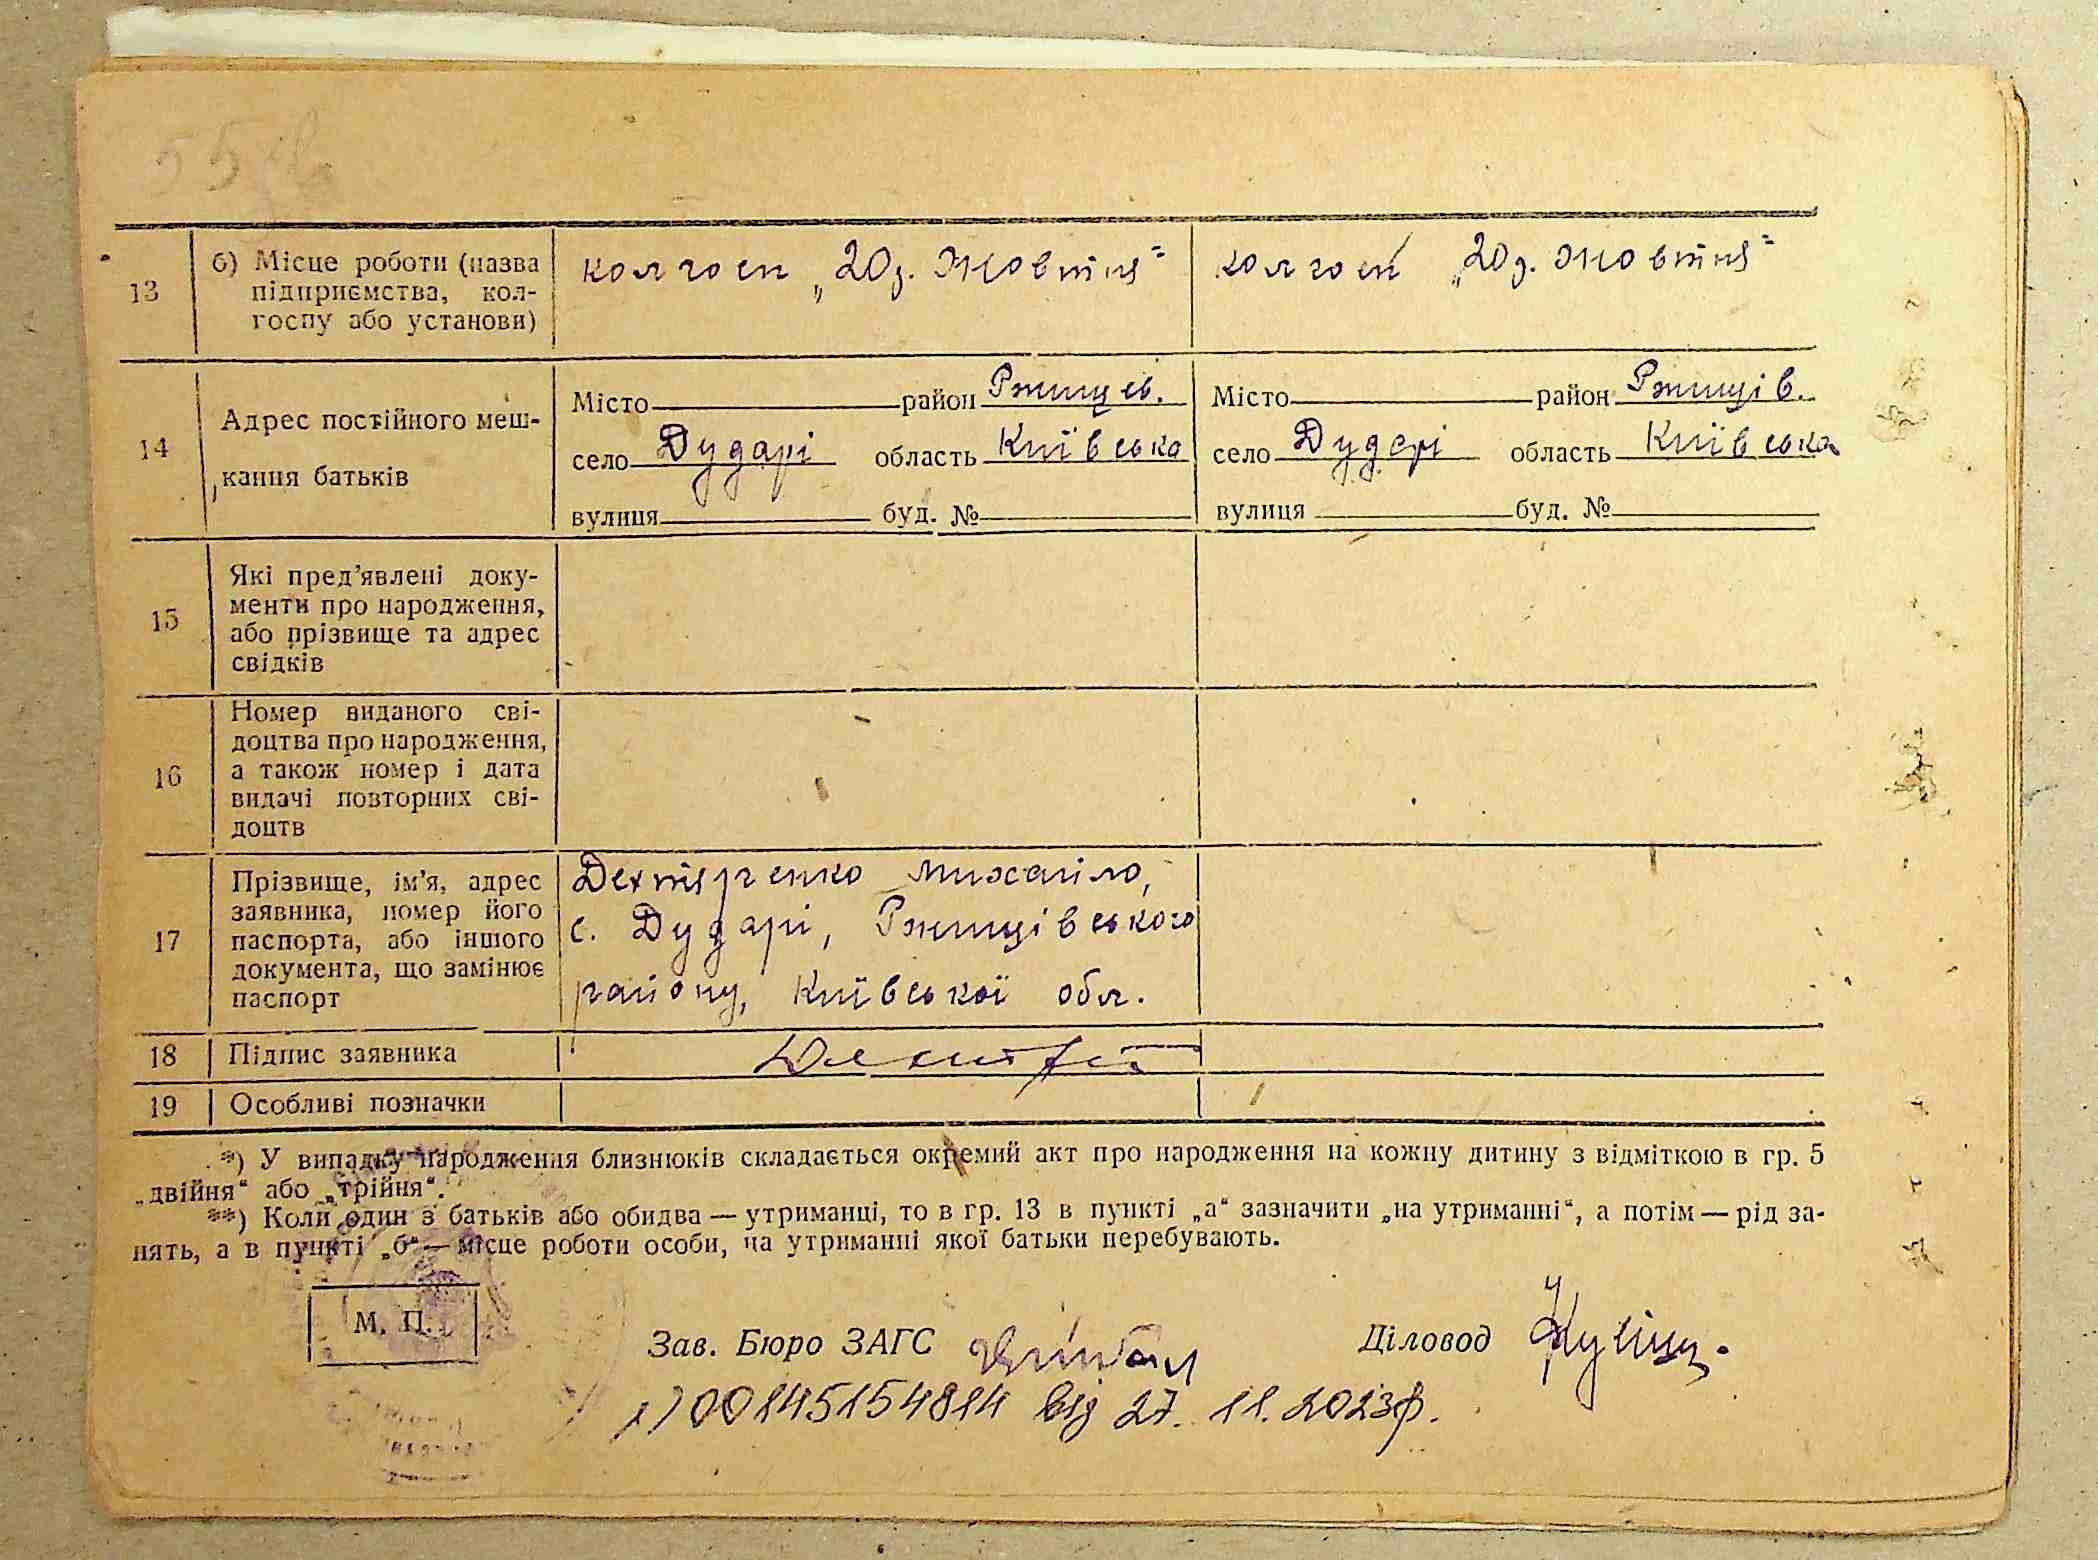 13
б) Місце роботи (назва
підприємства, кол-
госпу або установи)
колгосп „20 р. Жовтня"
колгосп „20 р. Жовтня"
14
Адрес постійного меш-
кання батьків
Місто район Ржищев.
село Дударі область Київська
вулиця буд. №
Місто район Ржищів.
село Дударі область Київська
вулиця буд. №
15
Які пред’явлені доку-
менти про народження,
або прізвище та адрес
свідків
16
Номер виданого сві-
доцтва про народження,
а також номер і дата
видачі повторних сві-
доцтв
17
Прізвище, ім’я, адрес
заявника, номер його
паспорта, або іншого
документа, що замінює
паспорт
Дехтяренко Михайло,
с. Дударі, Ржищівського
району, Київської обл.
18
Підпис заявника
19
Особливі позначки
*) У випадку народження близнюків складається окремий акт про народження на кожну дитину з відміткою в гр. 5
„двійня“ або „трійня“.
**) Коли один з батьків або обидва — утриманці, то в гр. 13 в пункті „а“ зазначити „на утриманні“, а потім — рід за-
нять, а в пункті „б“ — місце роботи особи, на утриманні якої батьки перебувають.
М. П.
Зав. Бюро ЗАГС
Діловод
1) 00145154814 від 27. 11. 2023р.